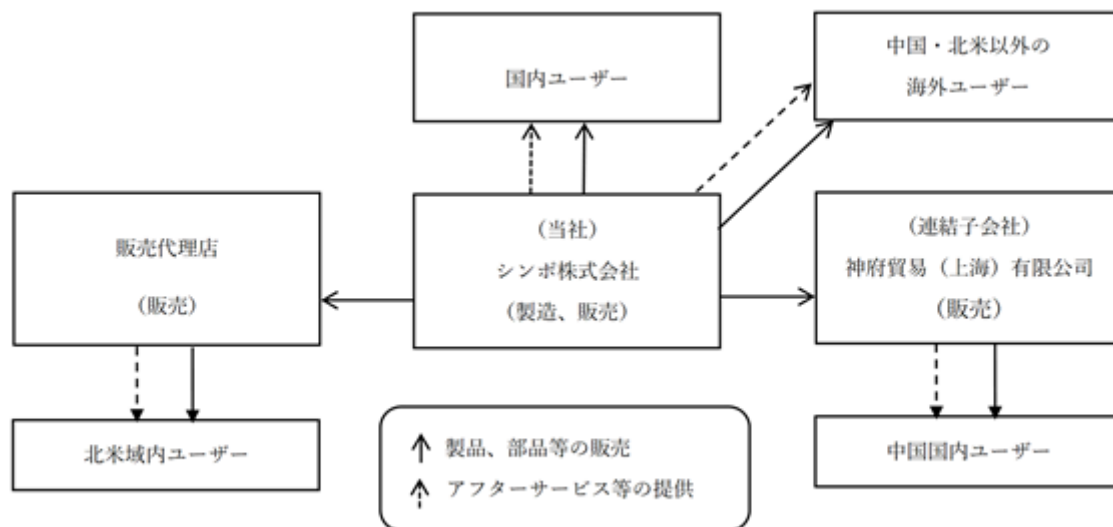 国内ユーザー
中国・北米以外の
海外ユーザー
販売代理店
（販売）
（当社）
シンポ株式会社
（製造、販売）
（連結子会社）
神府貿易（上海）有限公司
（販売）
北米域内ユーザー
製品、部品等の販売
アフターサービス等の提供
中国国内ユーザー